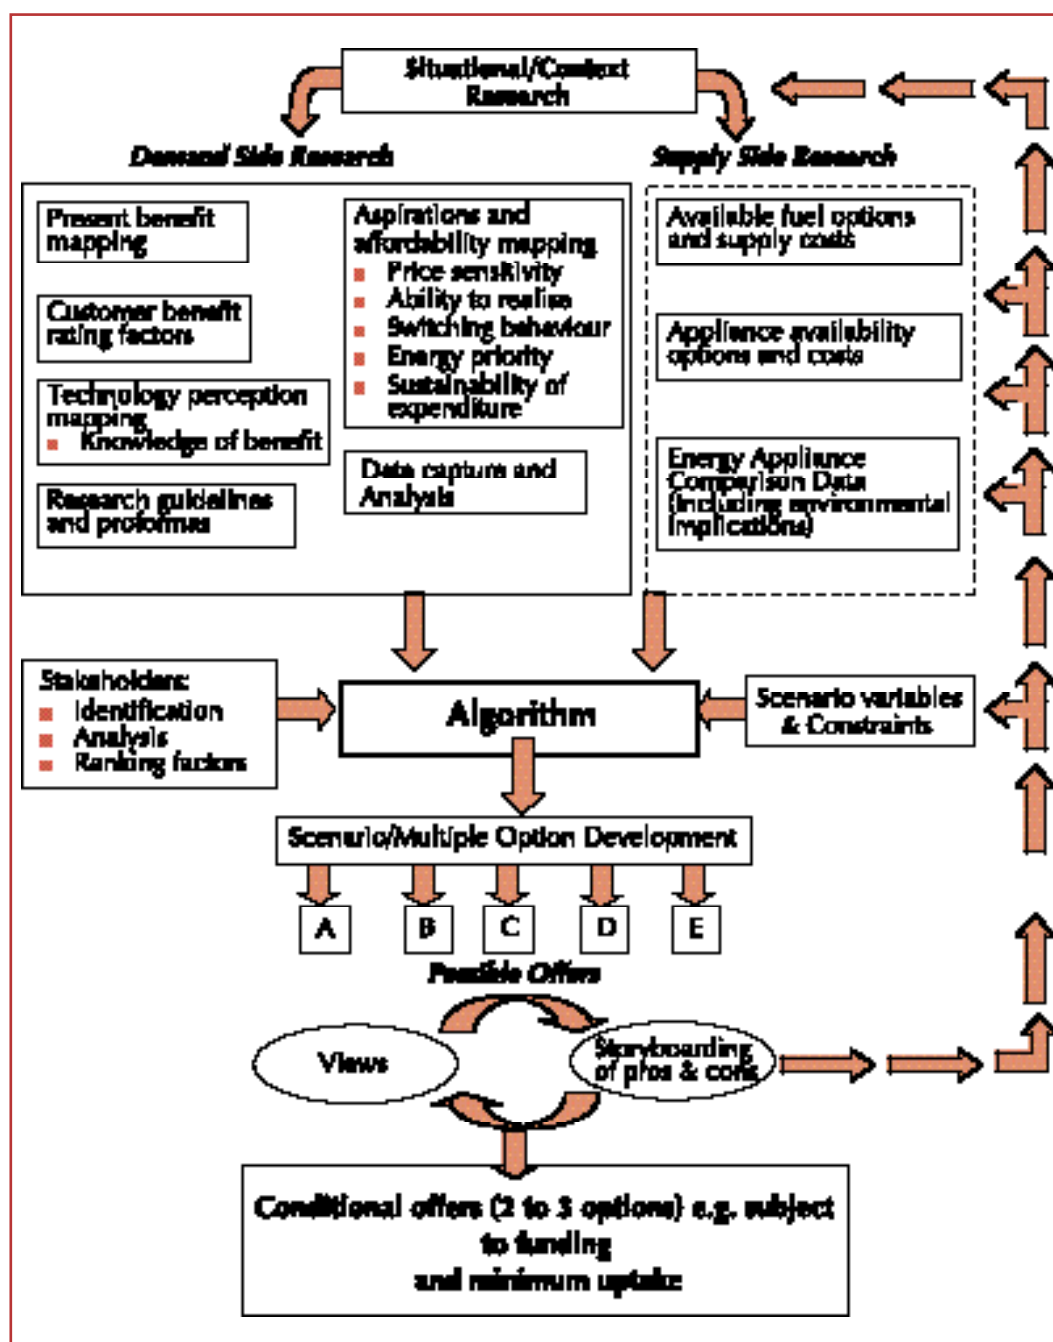 Situational/Context
Research
Demand Side Research
Supply Side Research
Present benefit
mapping
Customer benefit
rating factors
Technology perception
mapping
Knowledge of benefit
Research guidelines
and proformas
Aspirations and
affordability mapping
Price sensitivity
Ability to realise
Switching behaviour
Energy priority
Sustainability of
expenditure
Data capture and
Analysis
Available fuel options
and supply costs
Appliance availability
options and costs
Energy Appliance
Comparison Data
(including environmental
implications)
Stakeholders:
Identification
Analysis
Ranking factors
Algorithm
Scenario variables
& Constraints
Scenario/Multiple Option Development
A B C D E
Possible Offers
Views
Storyboarding
of pros & cons
Conditional offers (2 to 3 options) e.g. subject
to funding
and minimum uptake